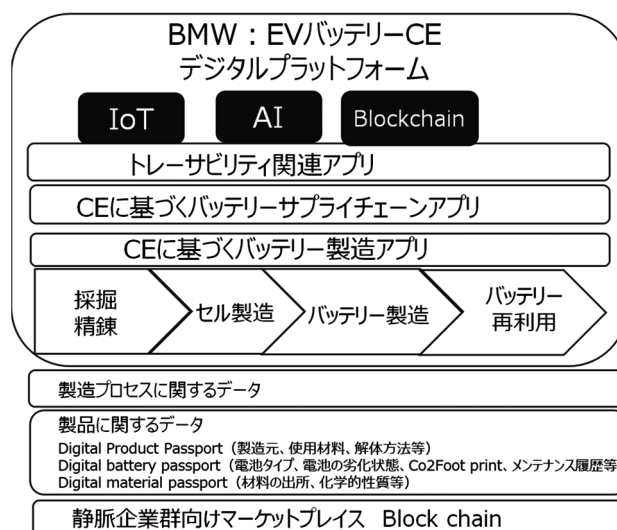 BMW：EVバッテリーCE
デジタルプラットフォーム
IoT
AI
Blockchain
トレーサビリティ関連アプリ
CEに基づくバッテリーサプライチェーンアプリ
CEに基づくバッテリー製造アプリ
採掘
精錬
セル製造
バッテリー製造
バッテリー
再利用
製造プロセスに関するデータ
製品に関するデータ
Digital Product Passport（製造元、使用材料、解体方法等）
Digital battery passport（電池タイプ、電池の劣化状態、Co2Foot print、メンテナンス履歴等
Digital material passport（材料の出所、化学的性質等）
静脈企業群向けマーケットプレイス Block chain